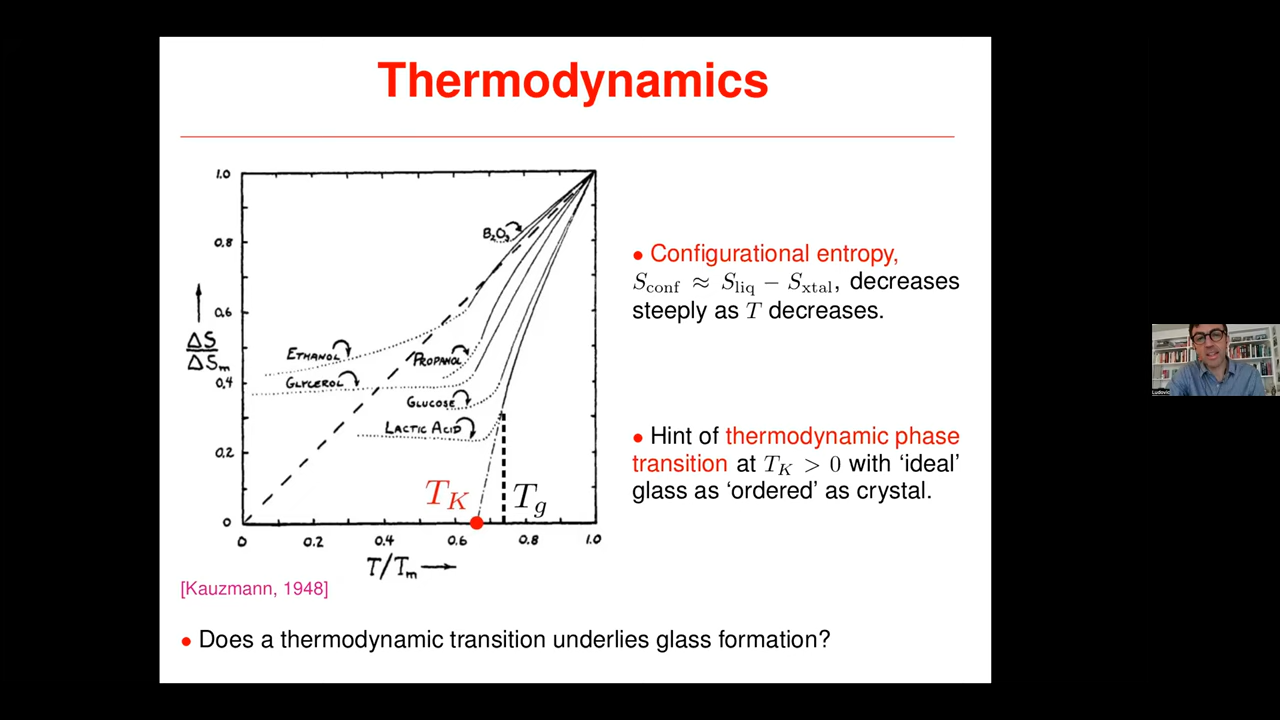 Thermodynamics
1.0
0.8
0.6
0.4
0.2
0
ΔS
ΔSₘ
B₂O₃
ETHANOL
PROPANOL
GLYCEROL
GLUCOSE
LACTIC ACID
T_K
T_g
0 0.2 0.4 0.6 0.8 1.0
T/Tₘ
[Kauzmann, 1948]
• Configurational entropy,
S_conf ≈ S_liq − S_xtal, decreases
steeply as T decreases.
• Hint of thermodynamic phase
transition at T_K > 0 with ‘ideal’
glass as ‘ordered’ as crystal.
• Does a thermodynamic transition underlies glass formation?
Ludovic